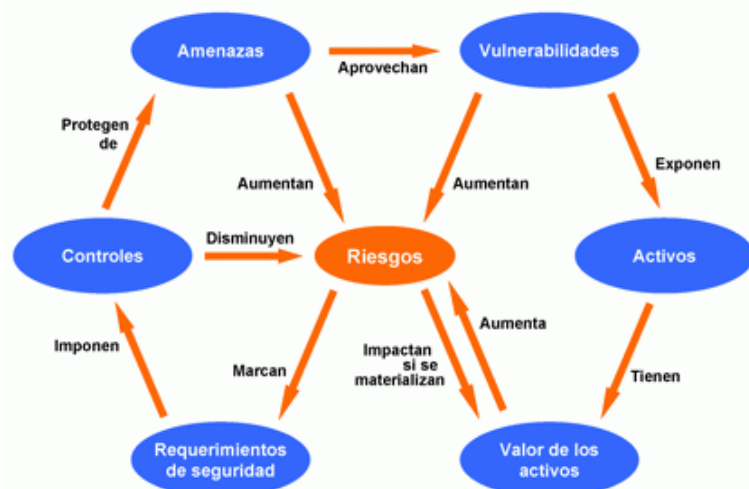 Amenazas
Vulnerabilidades
Aprovechan
Protegen
de
Exponen
Aumentan
Aumentan
Disminuyen
Controles
Riesgos
Activos
Aumenta
Imponen
Marcan
Impactan
si se
materializan
Tienen
Requerimientos
de seguridad
Valor de los
activos